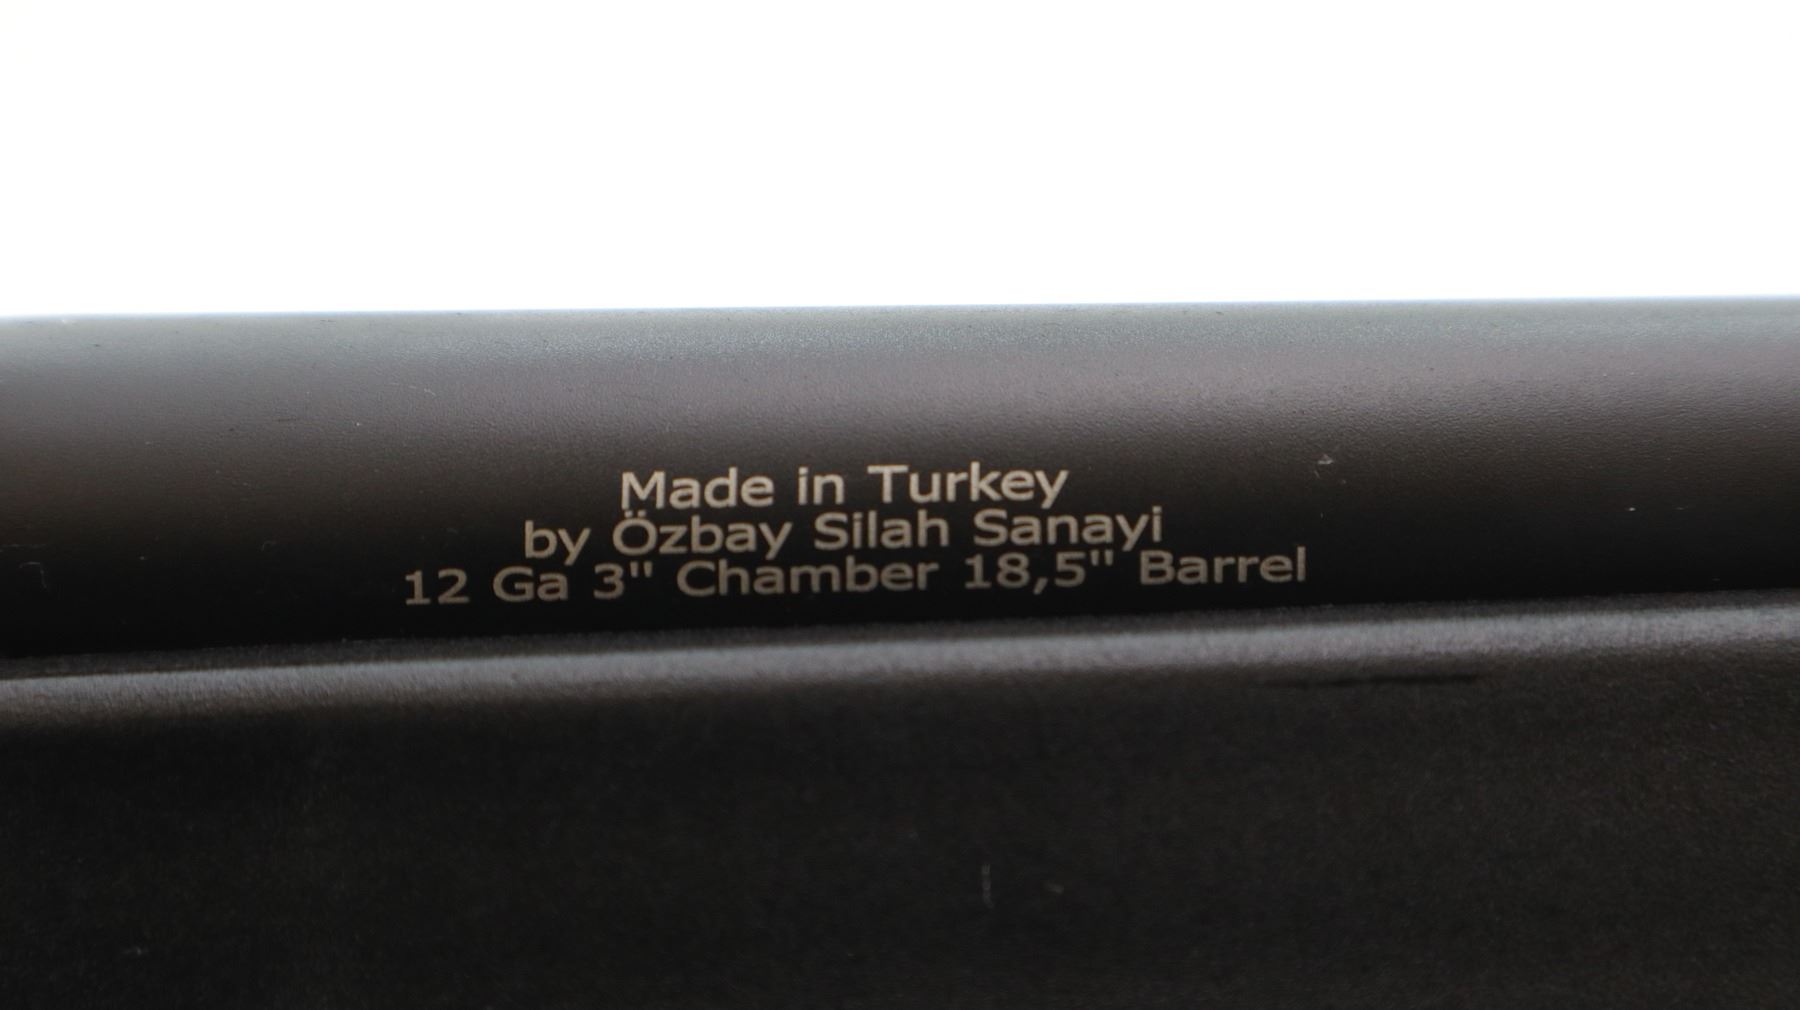 Made in Turkey
by Özbay Silah Sanayi
12 Ga 3" Chamber 18,5" Barrel